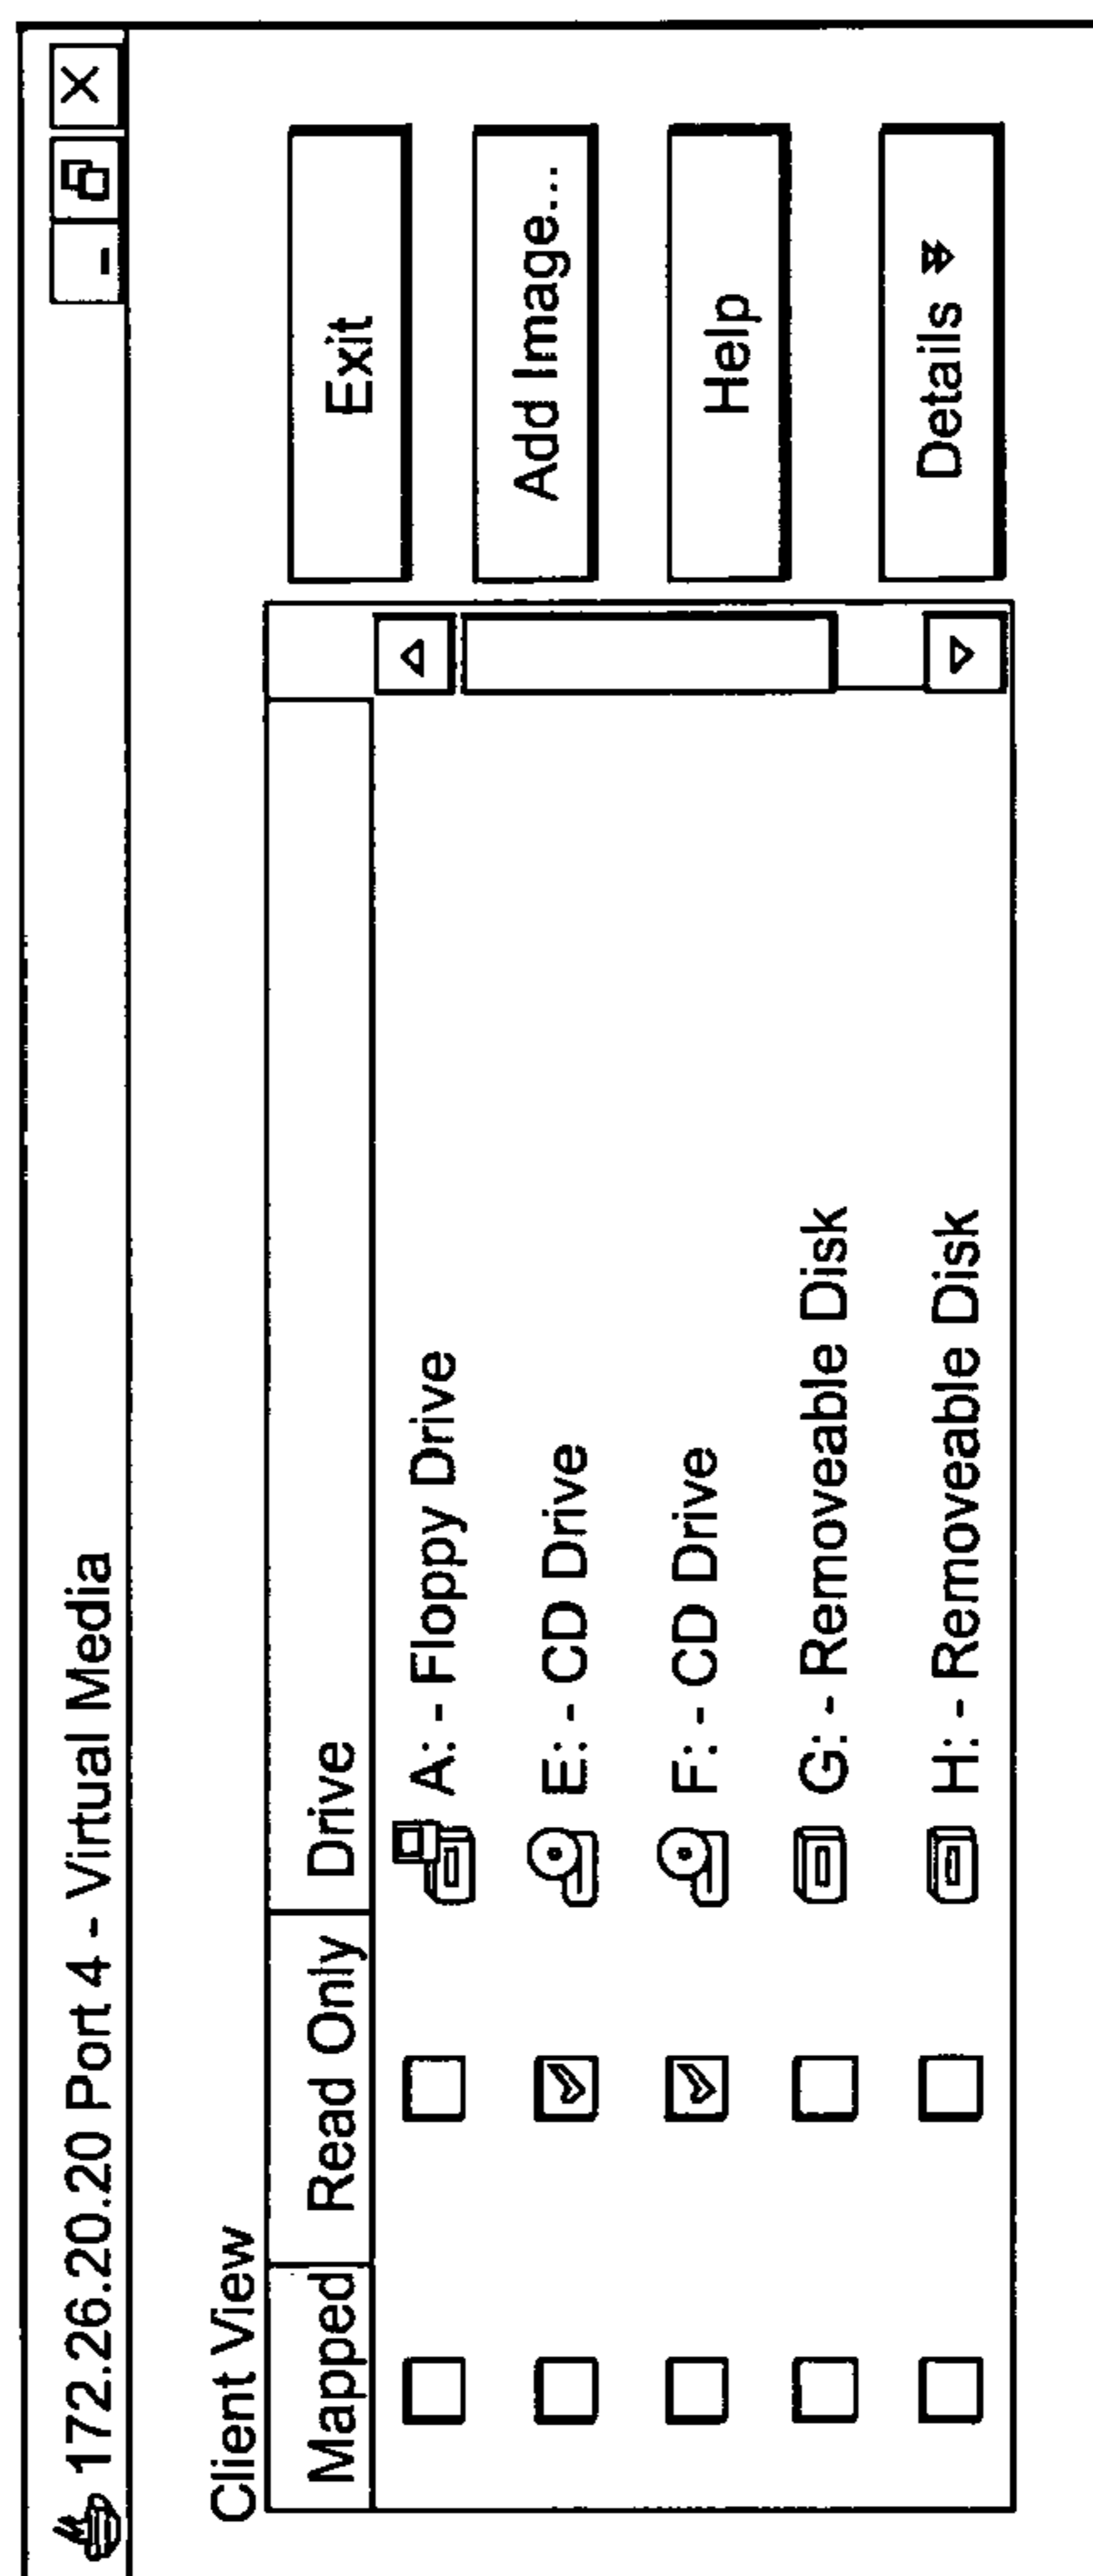 172.26.20.20 Port 4 - Virtual Media
Client View
Mapped Read Only Drive
A: - Floppy Drive
E: - CD Drive
F: - CD Drive
G: - Removeable Disk
H: - Removeable Disk
Exit
Add Image...
Help
Details